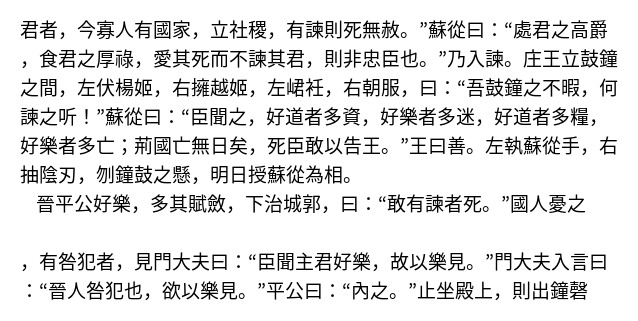 君者，今寡人有國家，立社稷，有諫則死無赦。”蘇從曰：“處君之高爵
，食君之厚祿，愛其死而不諫其君，則非忠臣也。”乃入諫。庄王立鼓鐘
之間，左伏楊姬，右擁越姬，左峮衽，右朝服，曰：“吾鼓鐘之不暇，何
諫之听！”蘇從曰：“臣聞之，好道者多資，好樂者多迷，好道者多糧，
好樂者多亡；荊國亡無日矣，死臣敢以告王。”王曰善。左執蘇從手，右
抽陰刃，刎鐘鼓之懸，明日授蘇從為相。
晉平公好樂，多其賦斂，下治城郭，曰：“敢有諫者死。”國人憂之
，有咎犯者，見門大夫曰：“臣聞主君好樂，故以樂見。”門大夫入言曰
：“晉人咎犯也，欲以樂見。”平公曰：“內之。”止坐殿上，則出鐘磬